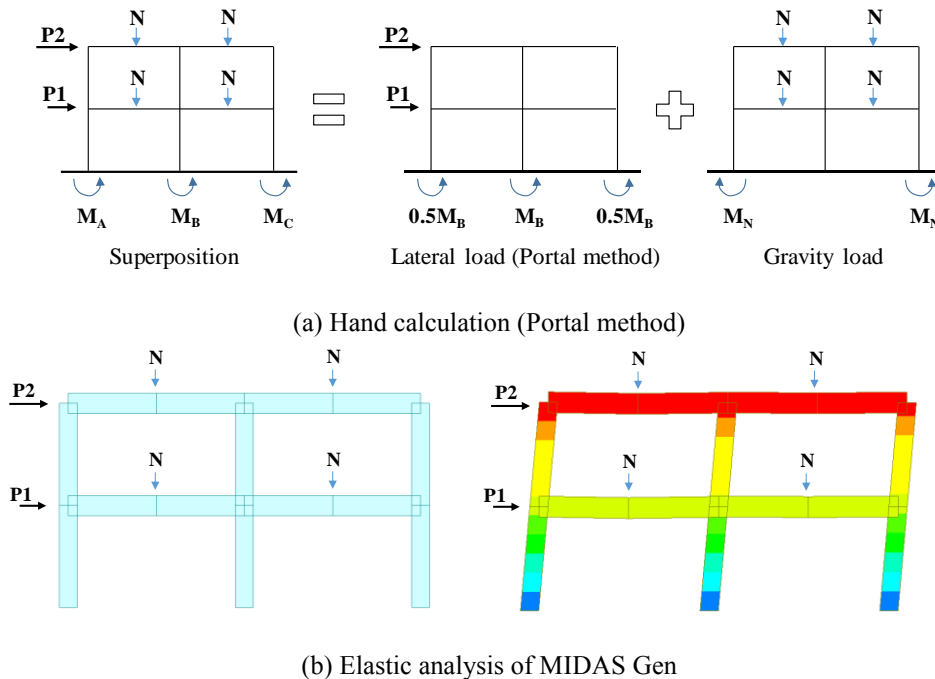 N N N N
P2 P2
N N N N
P1 P1
M_A M_B M_C 0.5M_B M_B 0.5M_B M_N M_N
Superposition Lateral load (Portal method) Gravity load
(a) Hand calculation (Portal method)
N N N N
P2 P2
N N N N
P1 P1
(b) Elastic analysis of MIDAS Gen